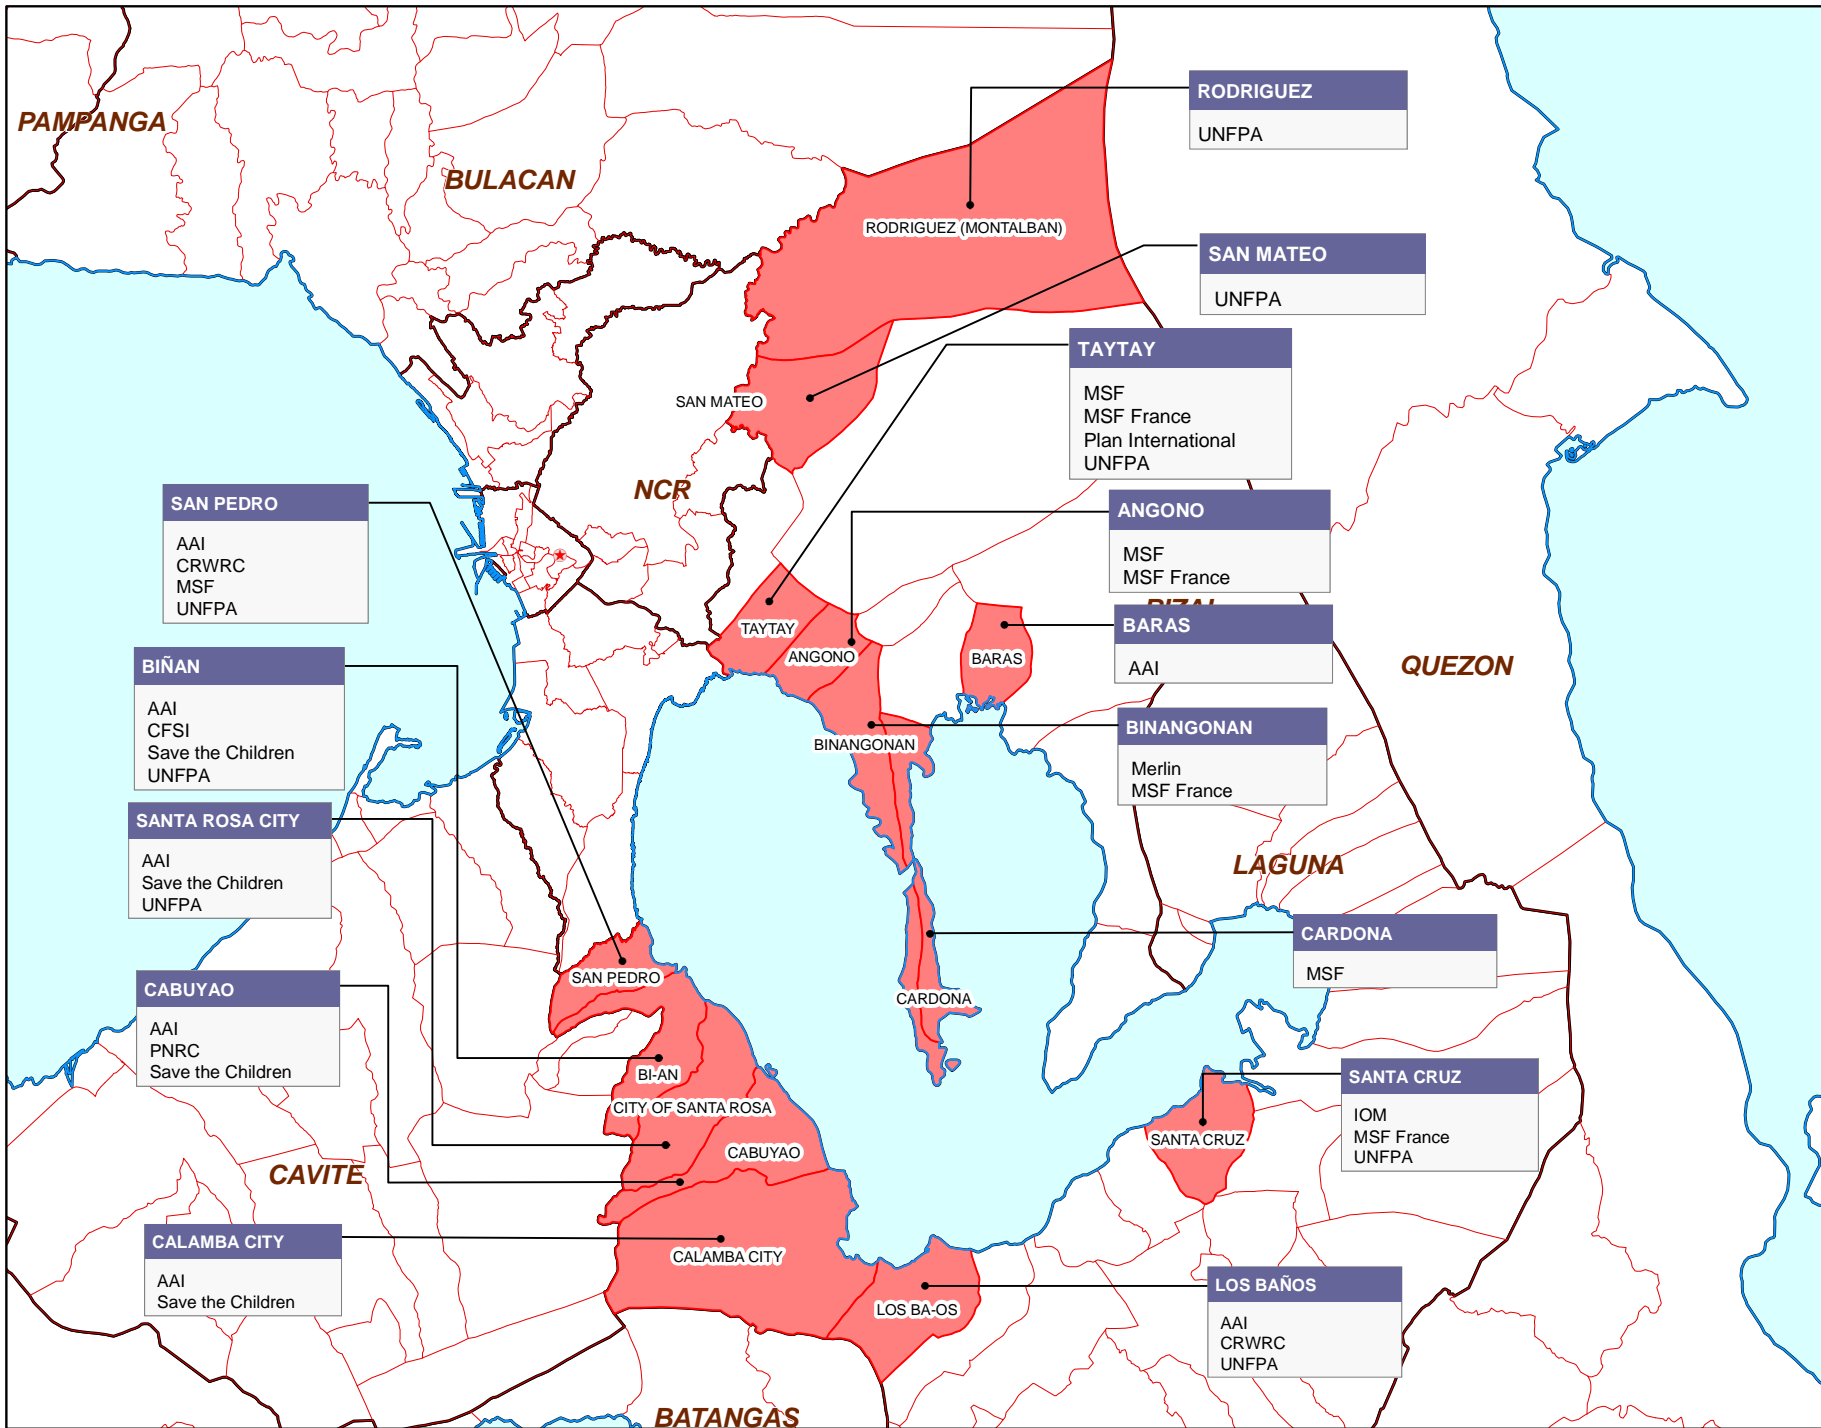 PAMPANGA
BULACAN
RODRIGUEZ
UNFPA
RODRIGUEZ (MONTALBAN)
SAN MATEO
UNFPA
TAYTAY
MSF
MSF France
Plan International
UNFPA
SAN MATEO
NCR
SAN PEDRO
AAI
CRWRC
MSF
UNFPA
ANGONO
MSF
MSF France
RIZAL
BARAS
AAI
TAYTAY
ANGONO
BARAS
QUEZON
BIÑAN
AAI
CFSI
Save the Children
UNFPA
BINANGONAN
Merlin
MSF France
BINANGONAN
SANTA ROSA CITY
AAI
Save the Children
UNFPA
LAGUNA
CARDONA
MSF
SAN PEDRO
CARDONA
CABUYAO
AAI
PNRC
Save the Children
BI-AN
CITY OF SANTA ROSA
CABUYAO
SANTA CRUZ
IOM
MSF France
UNFPA
SANTA CRUZ
CAVITE
CALAMBA CITY
AAI
Save the Children
CALAMBA CITY
LOS BA-OS
LOS BAÑOS
AAI
CRWRC
UNFPA
BATANGAS